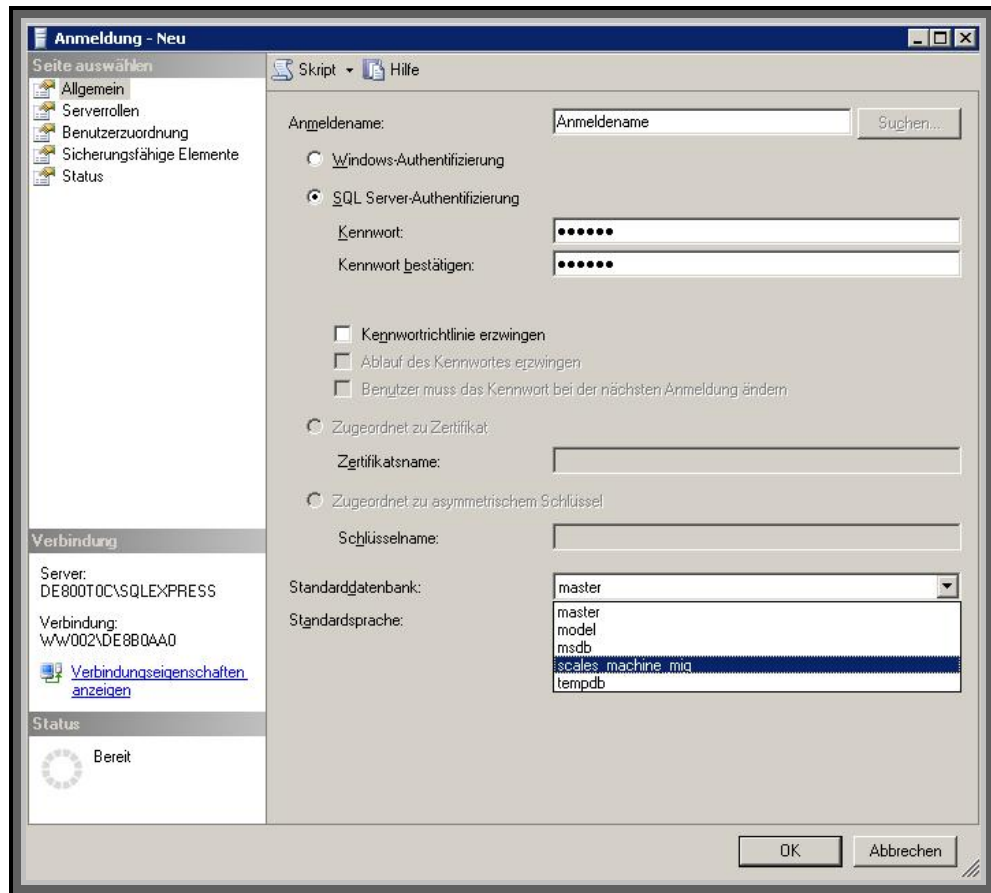 Anmeldung - Neu
Seite auswählen
Allgemein
Serverrollen
Benutzerzuordnung
Sicherungsfähige Elemente
Status
Skript
Hilfe
Anmeldename:
Anmeldename
Suchen...
Windows-Authentifizierung
SQL Server-Authentifizierung
Kennwort:
●●●●●●
Kennwort bestätigen:
●●●●●●
Kennwortrichtlinie erzwingen
Ablauf des Kennwortes erzwingen
Benutzer muss das Kennwort bei der nächsten Anmeldung ändern
Zugeordnet zu Zertifikat
Zertifikatsname:
Zugeordnet zu asymmetrischem Schlüssel
Schlüsselname:
Standarddatenbank:
master
Standardsprache:
master
model
msdb
scales_machine_mig
tempdb
Verbindung
Server:
DE800T0C\SQLEXPRESS
Verbindung:
WW002\DE8B0AA0
Verbindungseigenschaften
anzeigen
Status
Bereit
OK
Abbrechen